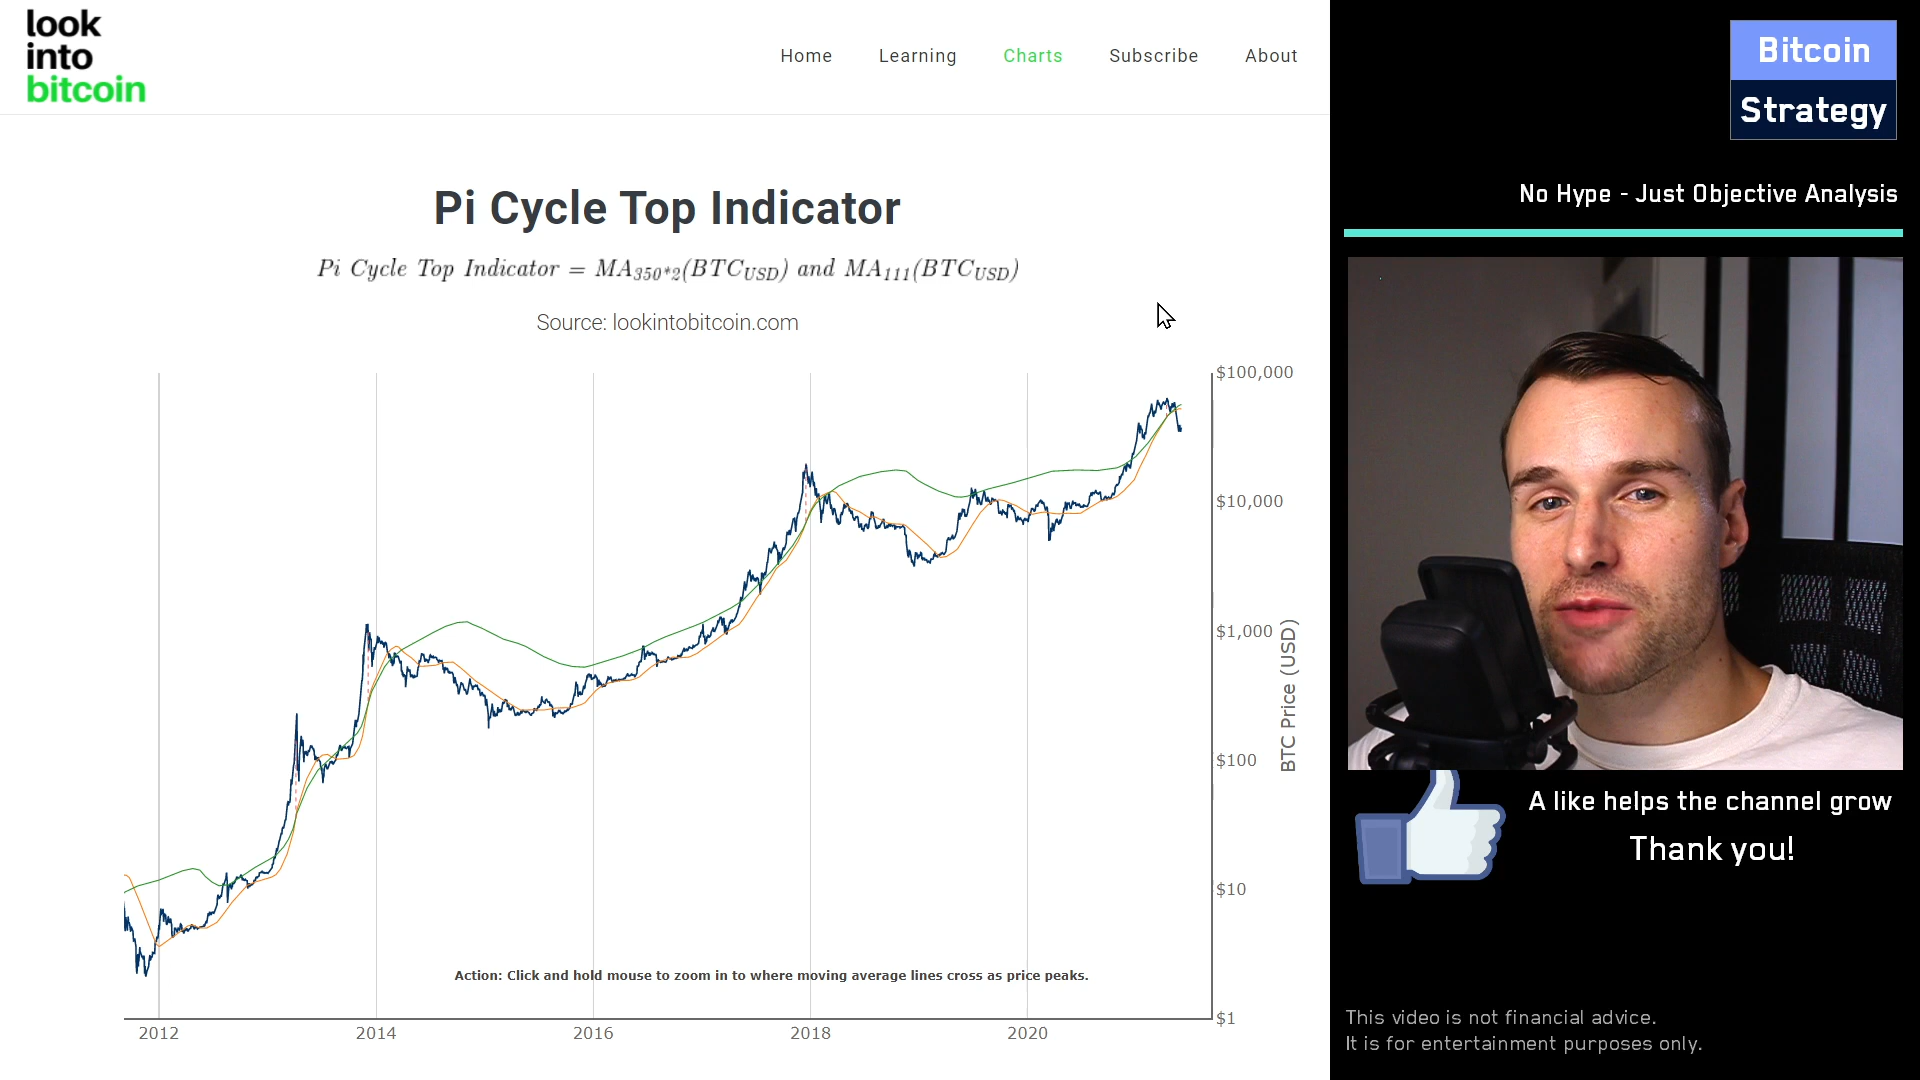 look
into
bitcoin
Home Learning Charts Subscribe About
Pi Cycle Top Indicator
Pi Cycle Top Indicator = MA350*2(BTCUSD) and MA111(BTCUSD)
Source: lookintobitcoin.com
$100,000
$10,000
$1,000
$100
$10
$1
BTC Price (USD)
Action: Click and hold mouse to zoom in to where moving average lines cross as price peaks.
2012 2014 2016 2018 2020
Bitcoin
Strategy
No Hype - Just Objective Analysis
A like helps the channel grow
Thank you!
This video is not financial advice.
It is for entertainment purposes only.